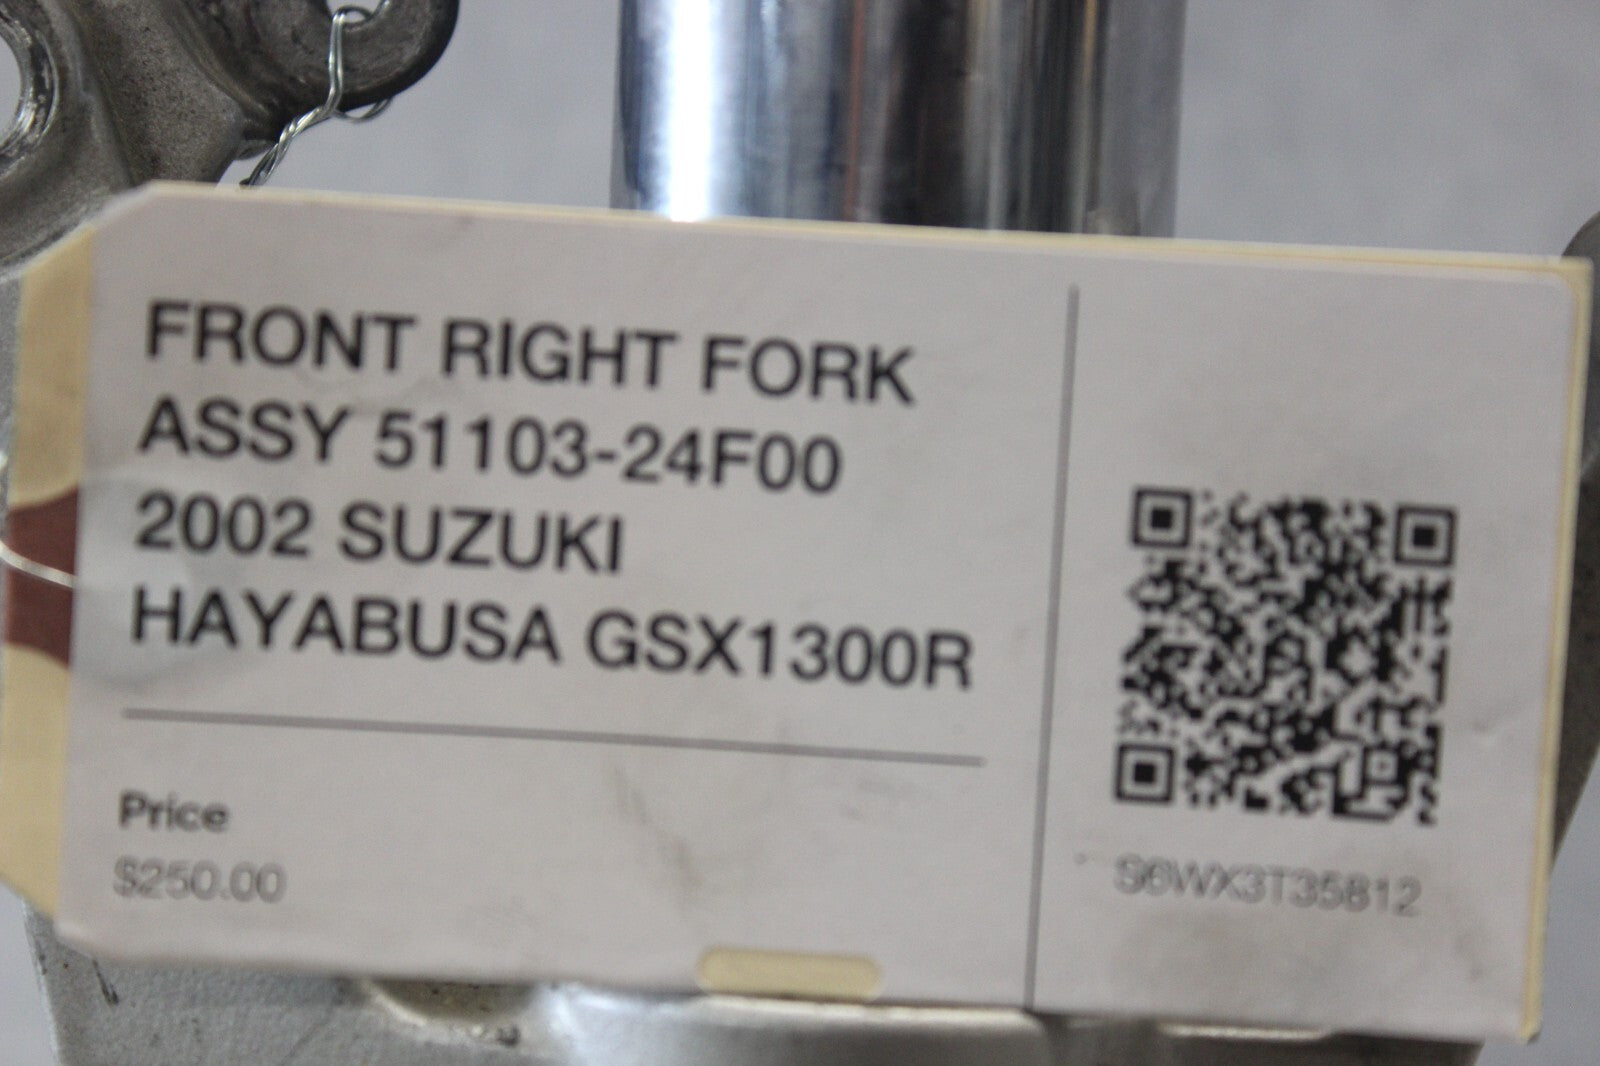 FRONT RIGHT FORK
ASSY 51103-24F00
2002 SUZUKI
HAYABUSA GSX1300R
Price
$250.00
S6WX3T35812